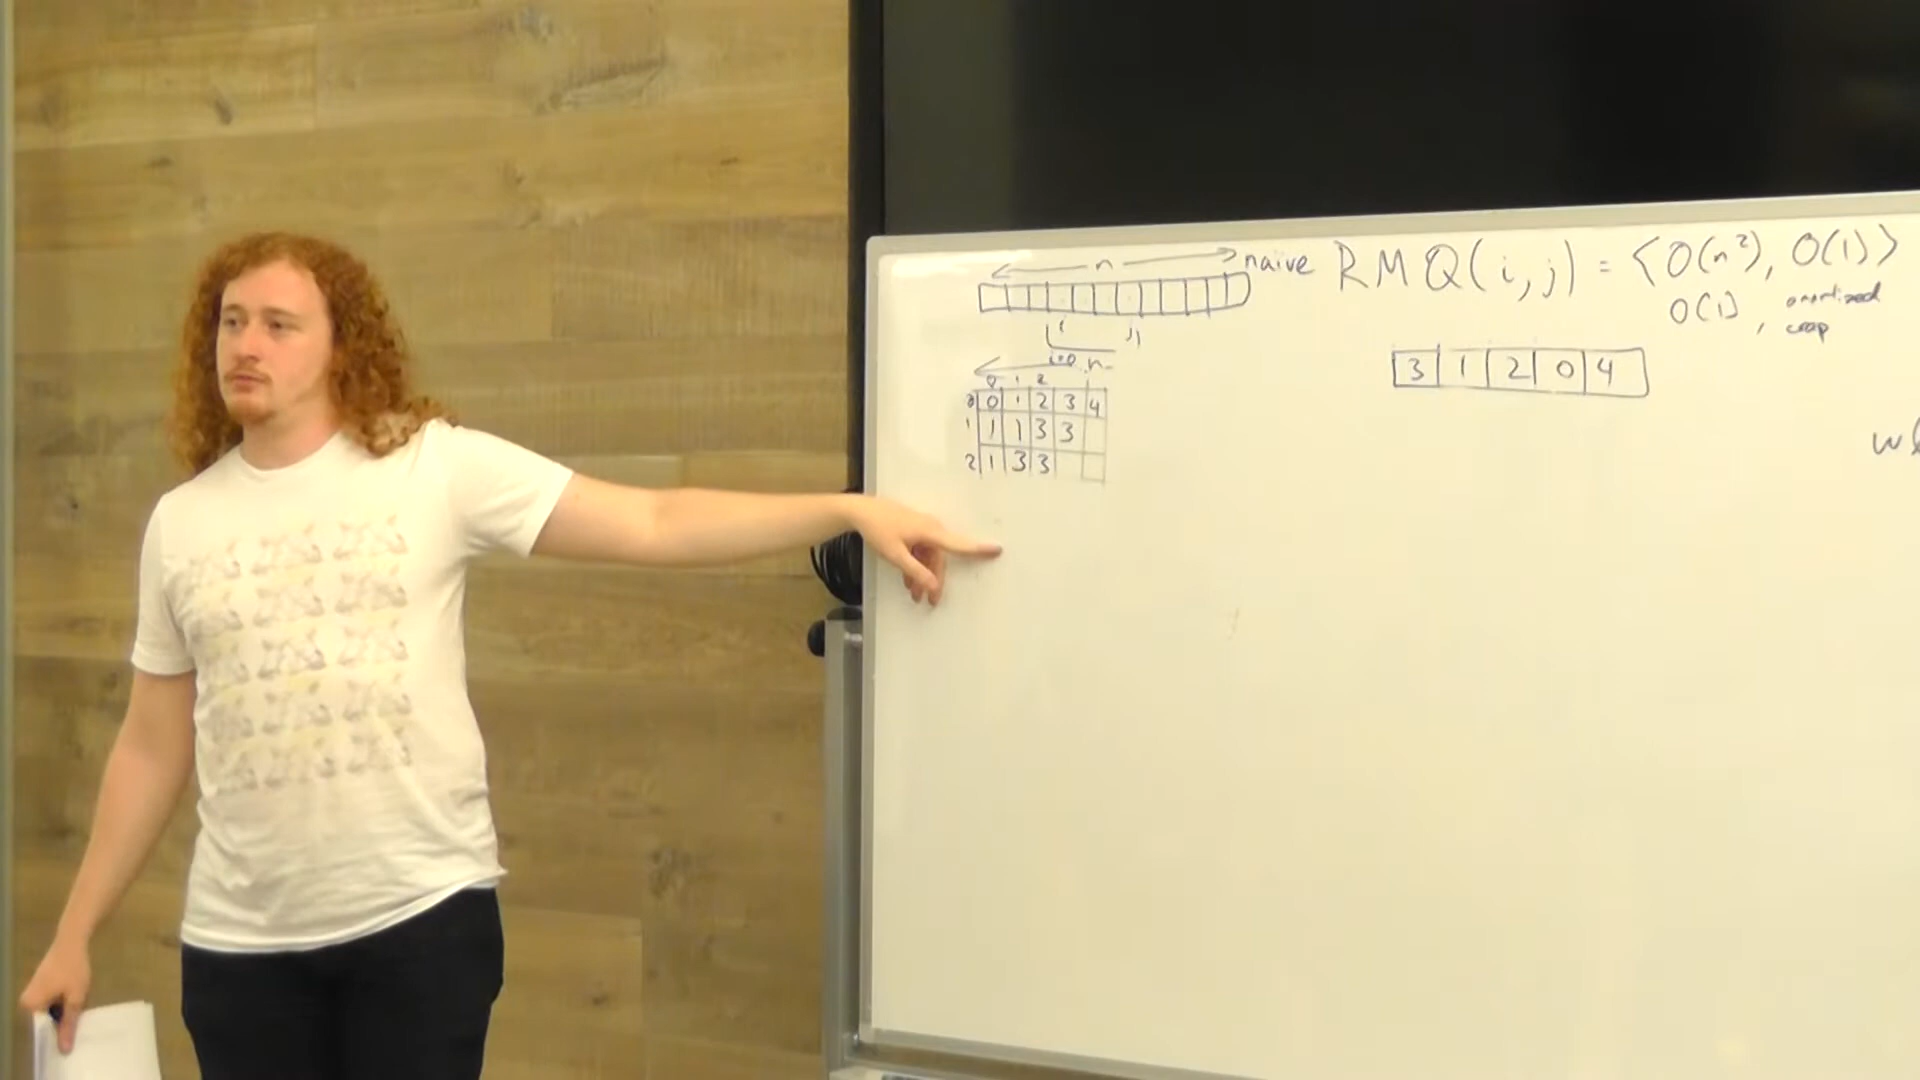 n
naive RMQ(i,j) = <O(n²), O(1)>
O(1), amortized
i j
3 1 2 0 4
i=0 n
0 1 2
0 0 1 2 3 4
1 1 1 3 3
2 1 3 3